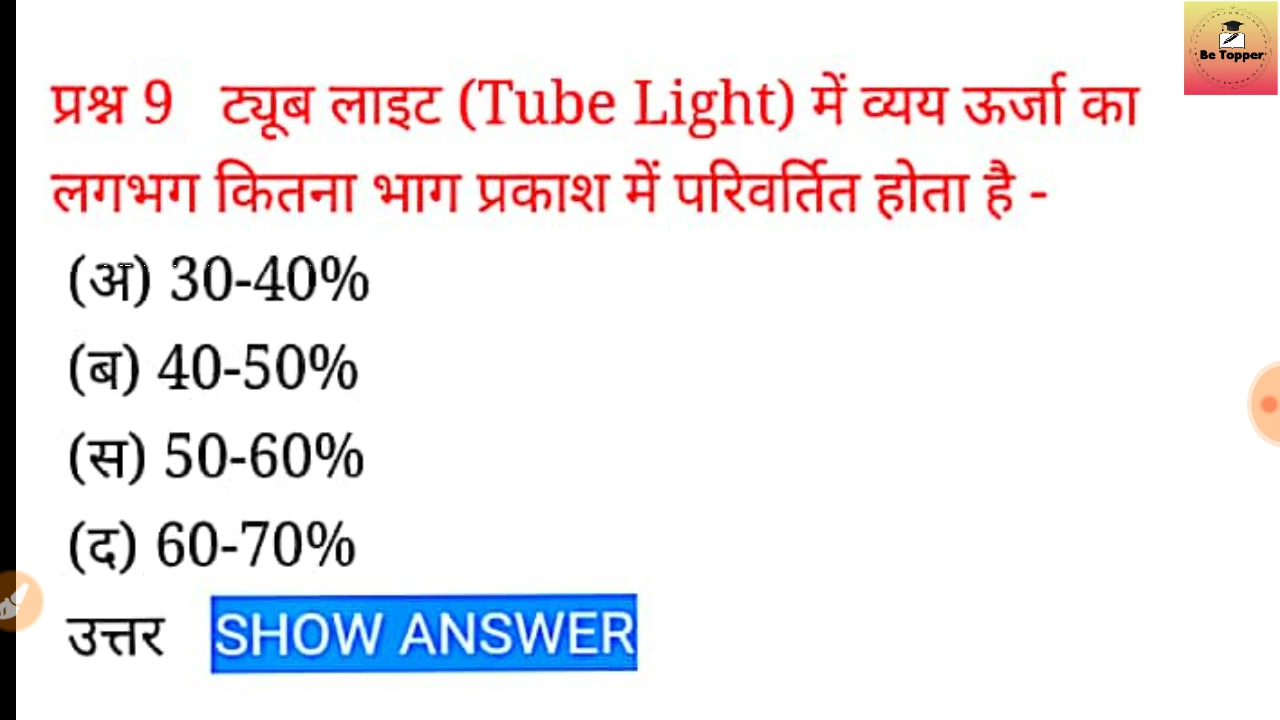 Be Topper
प्रश्न 9 ट्यूब लाइट (Tube Light) में व्यय ऊर्जा का
लगभग कितना भाग प्रकाश में परिवर्तित होता है -
(अ) 30-40%
(ब) 40-50%
(स) 50-60%
(द) 60-70%
उत्तर SHOW ANSWER